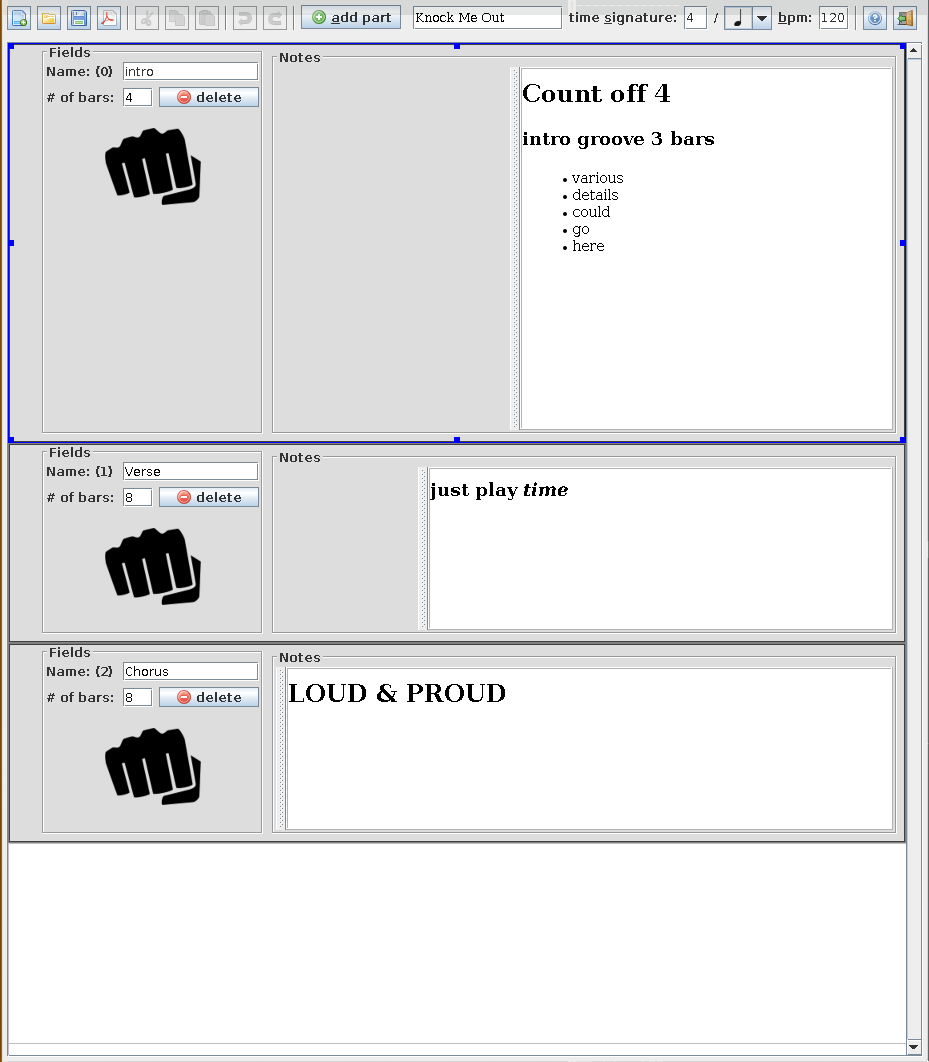 add part Knock Me Out time signature: 4 / bpm: 120
Fields
Name: {0} intro
# of bars: 4 delete
Notes
Count off 4
intro groove 3 bars
• various
• details
• could
• go
• here
Fields
Name: {1} Verse
# of bars: 8 delete
Notes
just play time
Fields
Name: {2} Chorus
# of bars: 8 delete
Notes
LOUD & PROUD